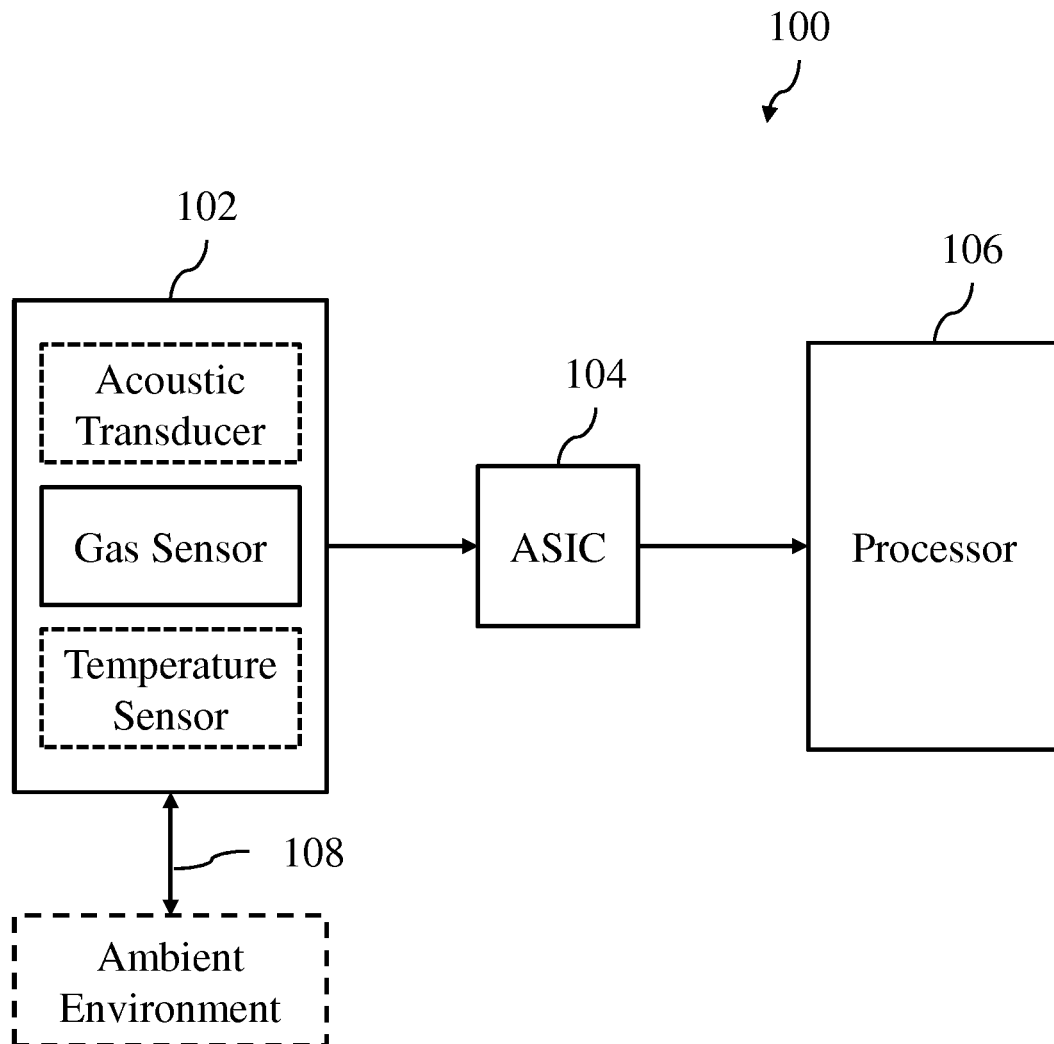 100
102
106
Acoustic
Transducer
104
Gas Sensor
ASIC
Processor
Temperature
Sensor
108
Ambient
Environment